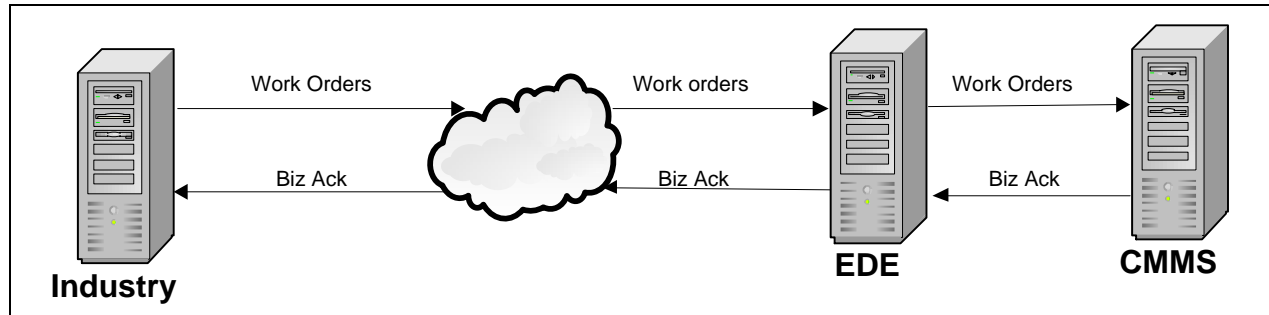 Work Orders
Work orders
Work Orders
Biz Ack
Biz Ack
Biz Ack
Industry
EDE
CMMS